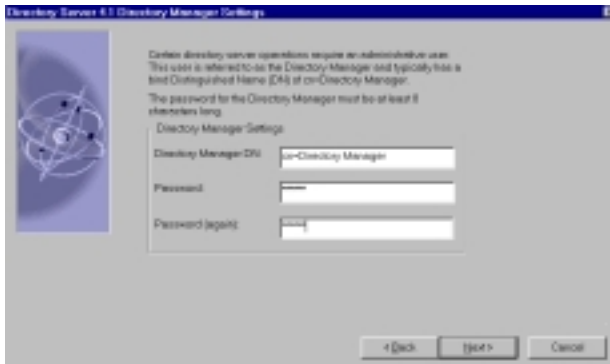 Directory Server 4.1 Directory Manager Settings
Certain directory server operations require an administrative user.
This user is referred to as the Directory Manager and typically has a
bind Distinguished Name (DN) of cn=Directory Manager.
The password for the Directory Manager must be at least 8
characters long.
Directory Manager Settings
Directory Manager DN:
cn=Directory Manager
Password:
Password (again):
< Back
Next >
Cancel